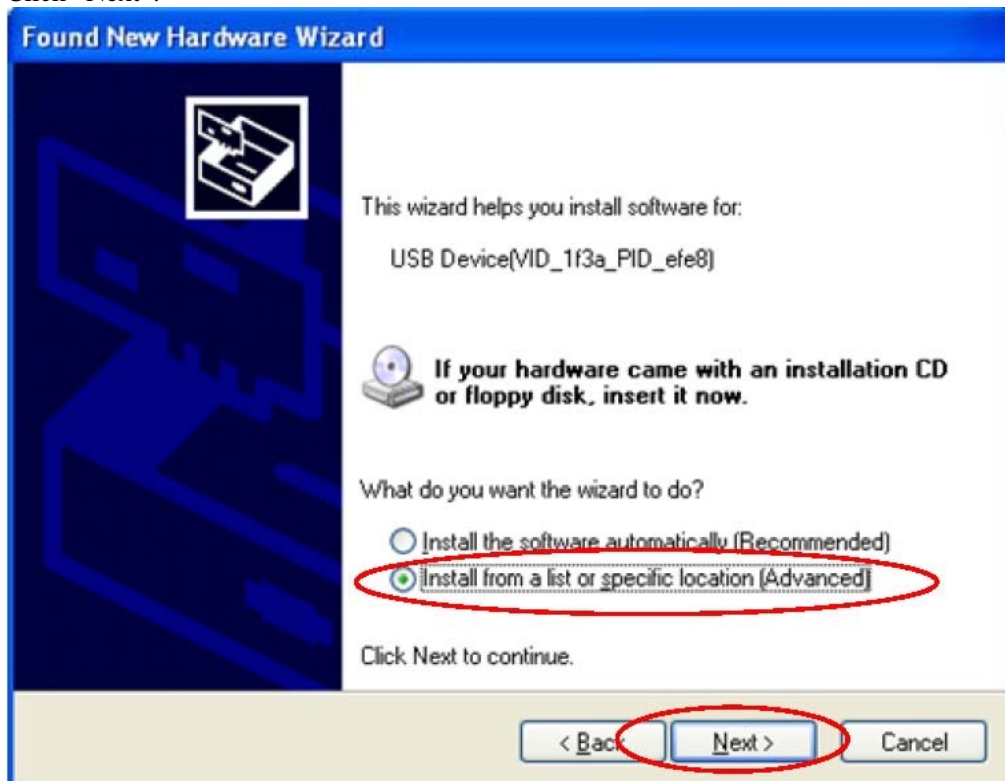 Found New Hardware Wizard
This wizard helps you install software for:
USB Device(VID_1f3a_PID_efe8)
If your hardware came with an installation CD
or floppy disk, insert it now.
What do you want the wizard to do?
Install the software automatically (Recommended)
Install from a list or specific location (Advanced)
Click Next to continue.
< Back Next > Cancel